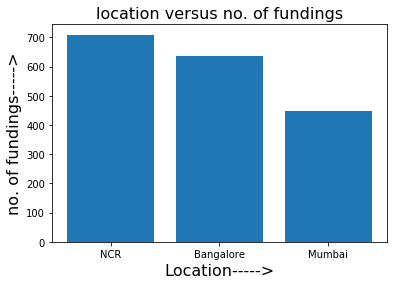 location versus no. of fundings
no. of fundings----->
700
600
500
400
300
200
100
0
NCR Bangalore Mumbai
Location----->